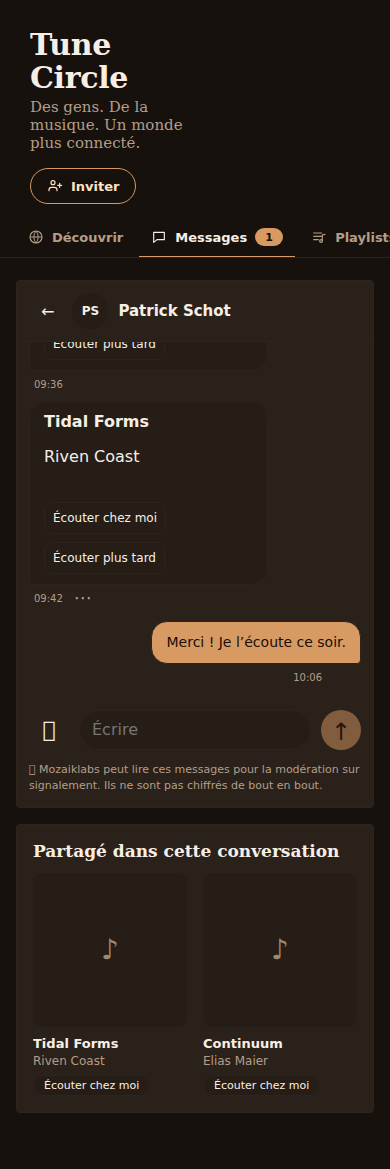 Tune
Circle
Des gens. De la
musique. Un monde
plus connecté.
Inviter
Découvrir Messages 1 Playlists
← PS Patrick Schot
Écouter plus tard
09:36
Tidal Forms
Riven Coast
Écouter chez moi
Écouter plus tard
09:42 •••
Merci ! Je l’écoute ce soir.
10:06
Écrire ↑
Mozaiklabs peut lire ces messages pour la modération sur
signalement. Ils ne sont pas chiffrés de bout en bout.
Partagé dans cette conversation
♪ ♪
Tidal Forms Continuum
Riven Coast Elias Maier
Écouter chez moi Écouter chez moi